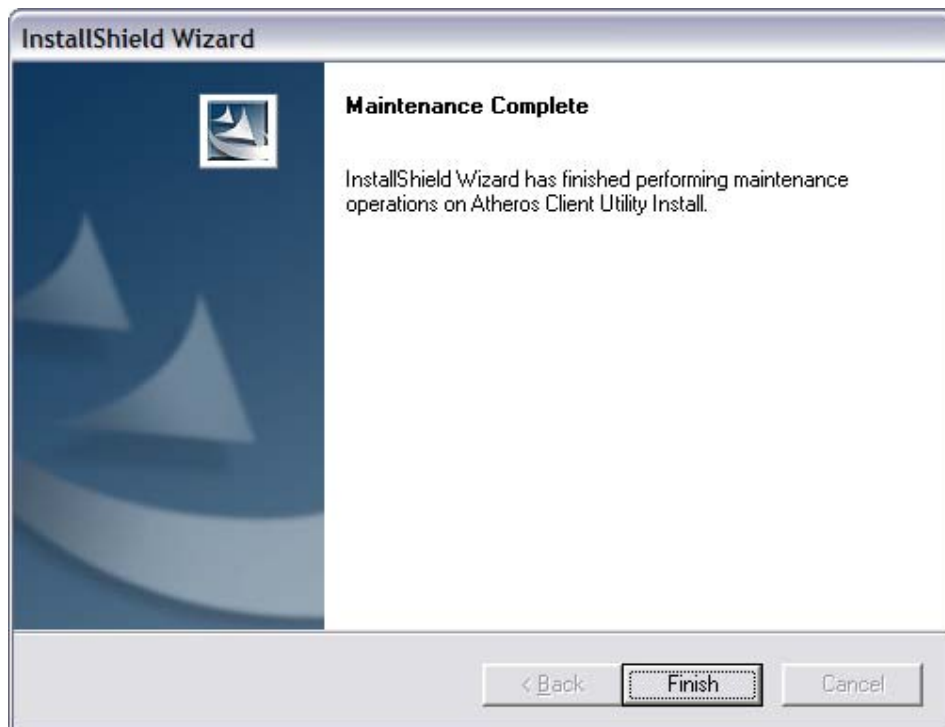 InstallShield Wizard
Maintenance Complete
InstallShield Wizard has finished performing maintenance
operations on Atheros Client Utility Install.
< Back
Finish
Cancel